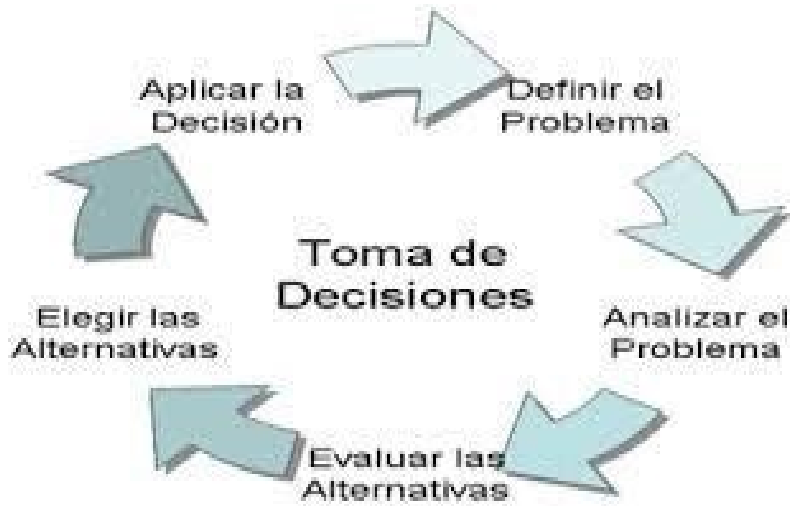 Aplicar la
Decisión
Definir el
Problema
Toma de
Decisiones
Elegir las
Alternativas
Analizar el
Problema
Evaluar las
Alternativas